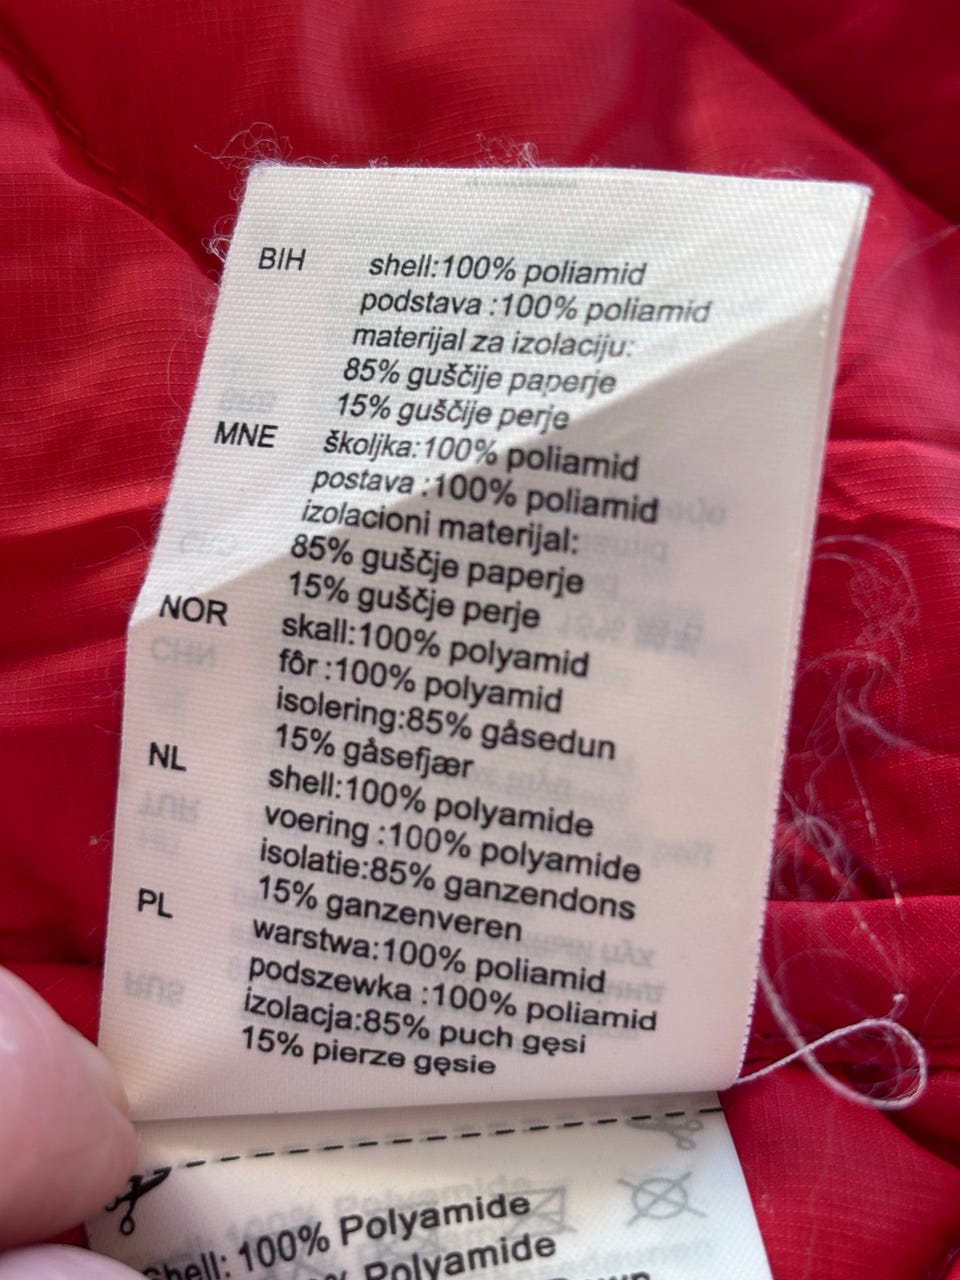 BIH shell:100% poliamid
podstava :100% poliamid
materijal za izolaciju:
85% guščije paperje
15% guščije perje
MNE školjka:100% poliamid
postava :100% poliamid
izolacioni materijal:
85% guščje paperje
15% guščje perje
NOR skall:100% polyamid
fôr :100% polyamid
isolering:85% gåsedun
15% gåsefjær
NL shell:100% polyamide
voering :100% polyamide
isolatie:85% ganzendons
15% ganzenveren
PL warstwa:100% poliamid
podszewka :100% poliamid
izolacja:85% puch gęsi
15% pierze gęsie
shell: 100% Polyamide
% Polyamide